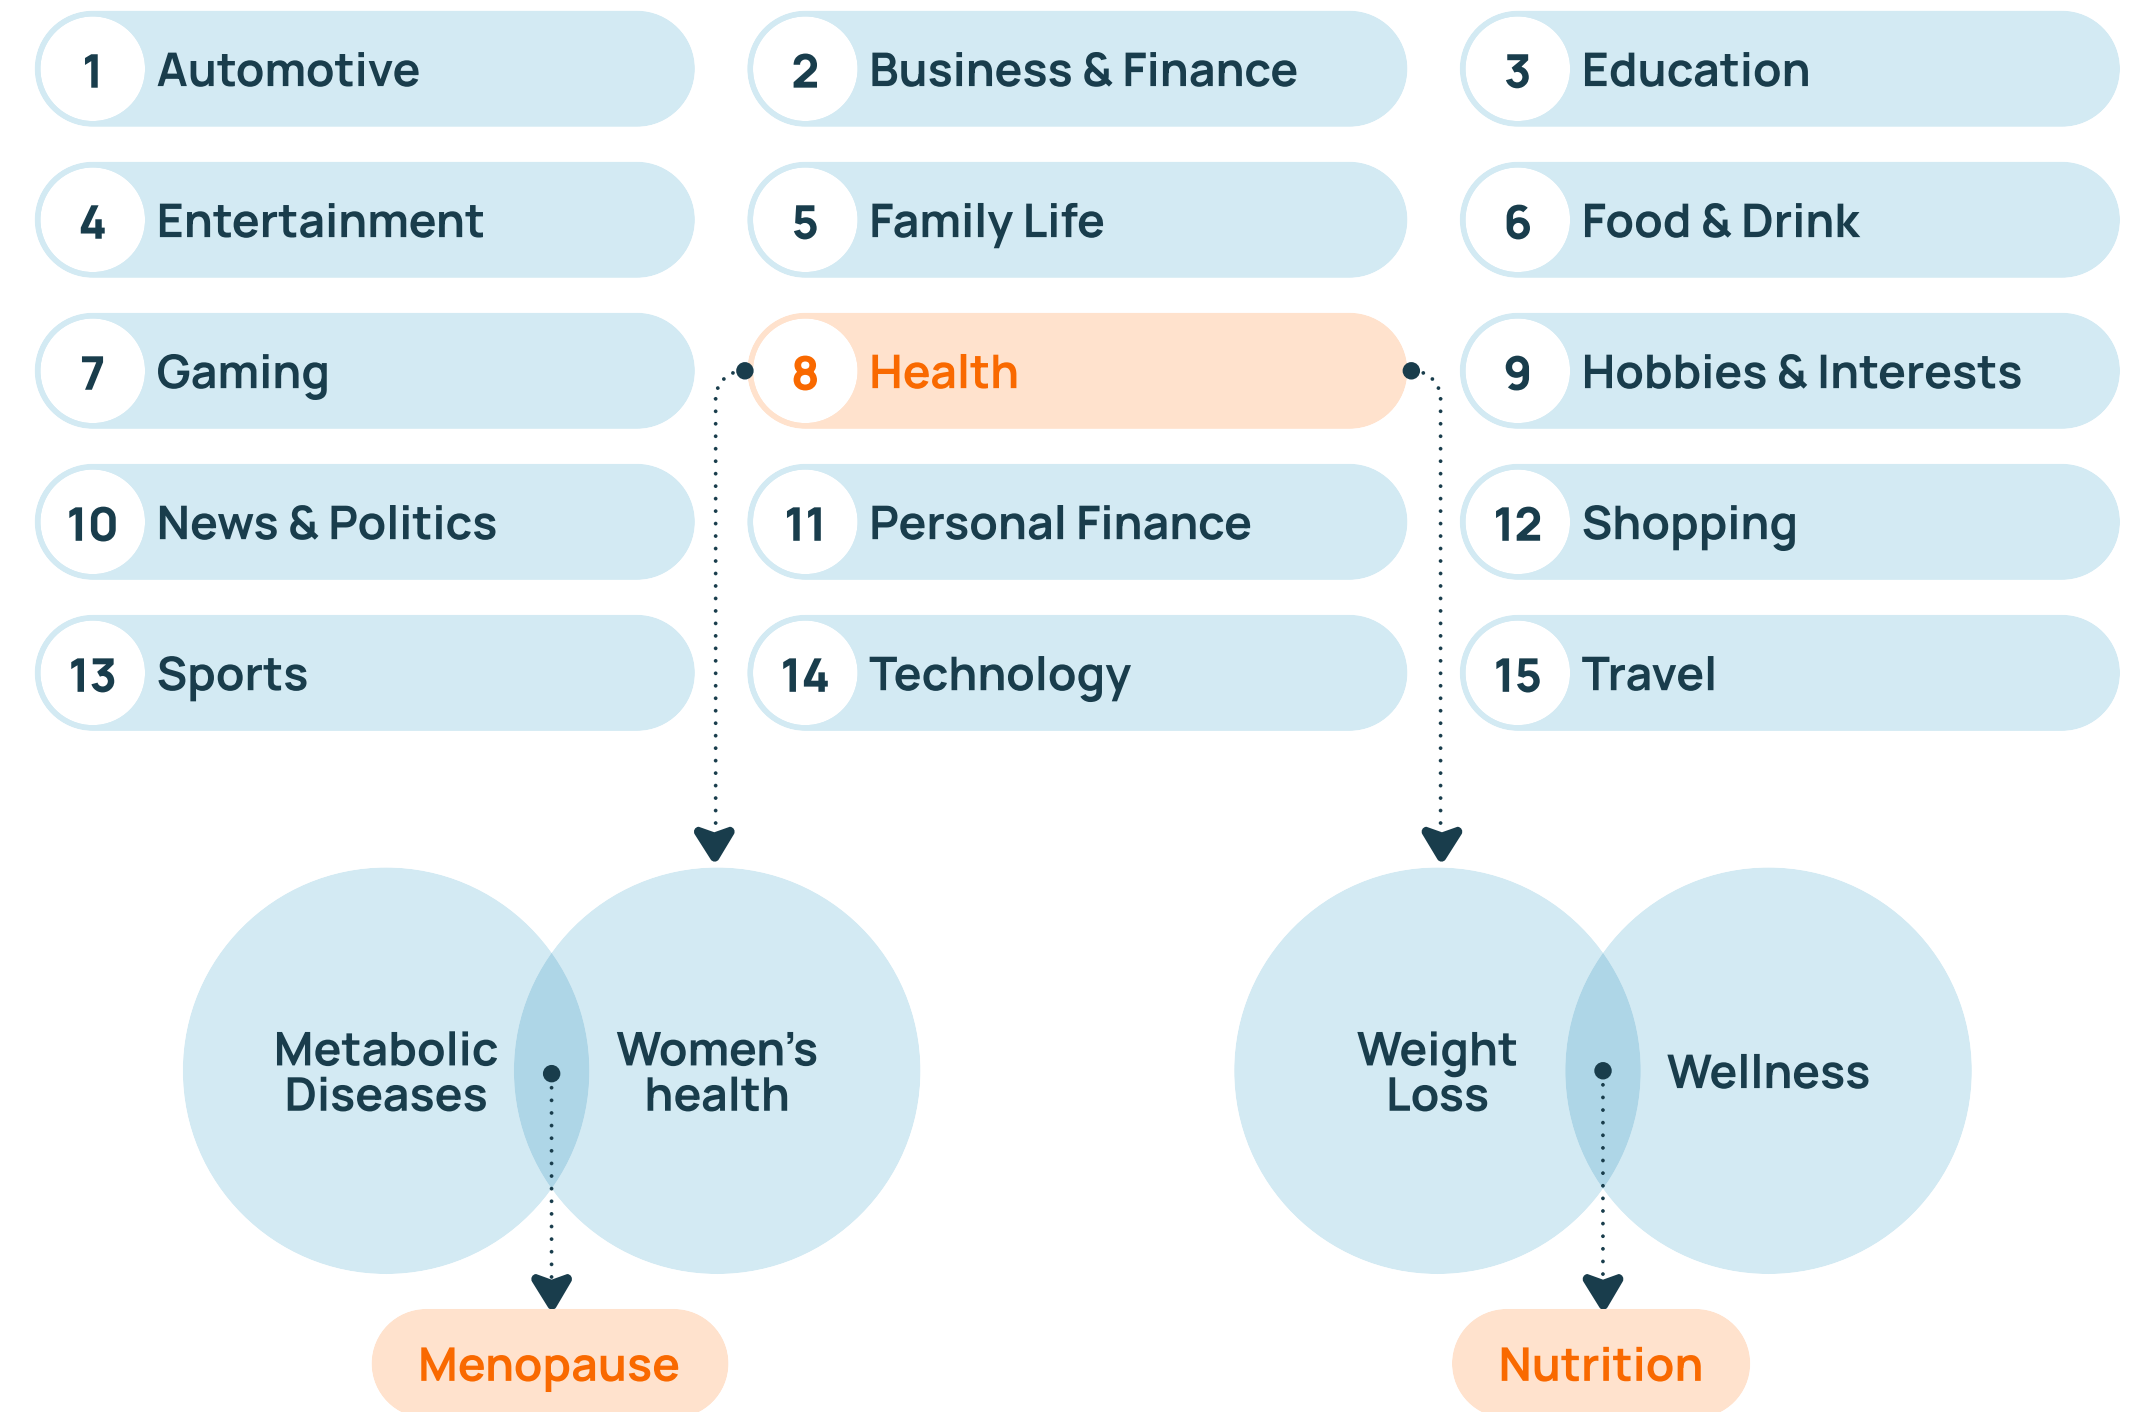 1 Automotive
2 Business & Finance
3 Education
4 Entertainment
5 Family Life
6 Food & Drink
7 Gaming
8 Health
9 Hobbies & Interests
10 News & Politics
11 Personal Finance
12 Shopping
13 Sports
14 Technology
15 Travel
Metabolic
Diseases
Women’s
health
Weight
Loss
Wellness
Menopause
Nutrition